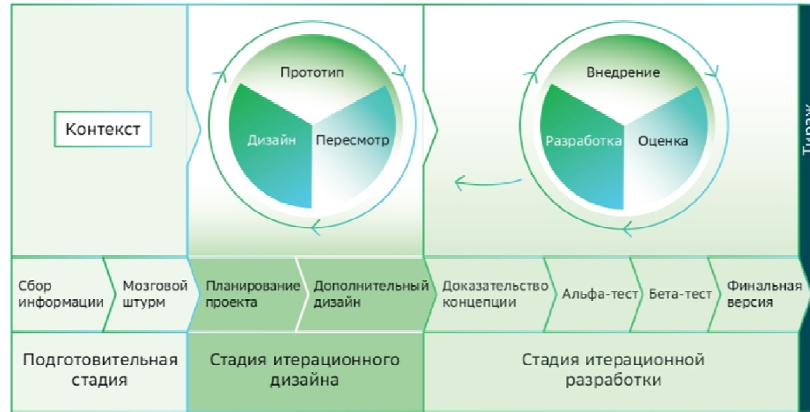 Контекст
Прототип
Дизайн
Пересмотр
Внедрение
Разработка
Оценка
Тираж
Сбор
информации
Мозговой
штурм
Планирование
проекта
Дополнительный
дизайн
Доказательство
концепции
Альфа-тест
Бета-тест
Финальная
версия
Подготовительная
стадия
Стадия итерационного
дизайна
Стадия итерационной
разработки